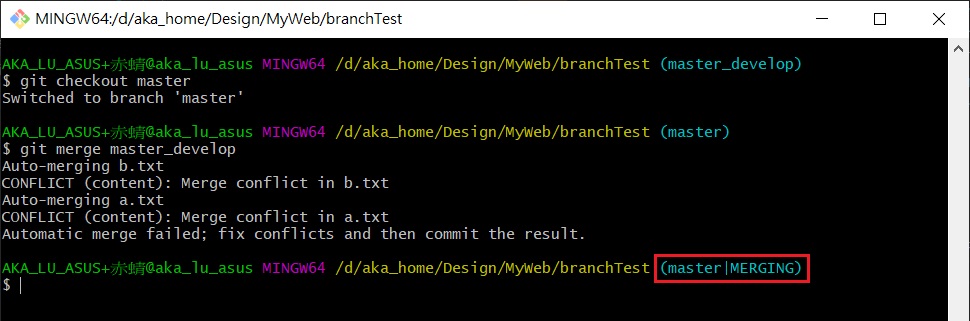 MINGW64:/d/aka_home/Design/MyWeb/branchTest
AKA_LU_ASUS+赤蜻@aka_lu_asus MINGW64 /d/aka_home/Design/MyWeb/branchTest (master_develop)
$ git checkout master
Switched to branch 'master'
AKA_LU_ASUS+赤蜻@aka_lu_asus MINGW64 /d/aka_home/Design/MyWeb/branchTest (master)
$ git merge master_develop
Auto-merging b.txt
CONFLICT (content): Merge conflict in b.txt
Auto-merging a.txt
CONFLICT (content): Merge conflict in a.txt
Automatic merge failed; fix conflicts and then commit the result.
AKA_LU_ASUS+赤蜻@aka_lu_asus MINGW64 /d/aka_home/Design/MyWeb/branchTest (master|MERGING)
$